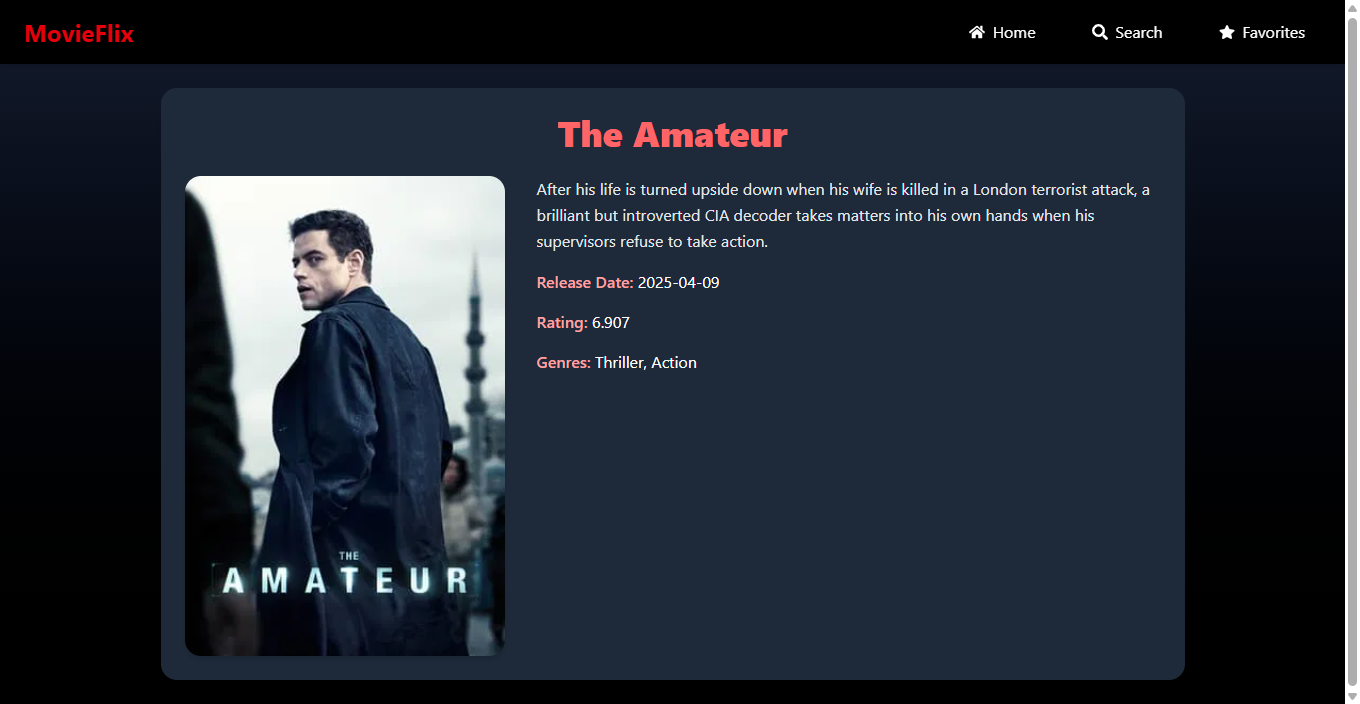 MovieFlix
Home
Search
Favorites
The Amateur
After his life is turned upside down when his wife is killed in a London terrorist attack, a
brilliant but introverted CIA decoder takes matters into his own hands when his
supervisors refuse to take action.
Release Date: 2025-04-09
Rating: 6.907
Genres: Thriller, Action
THE
AMATEUR